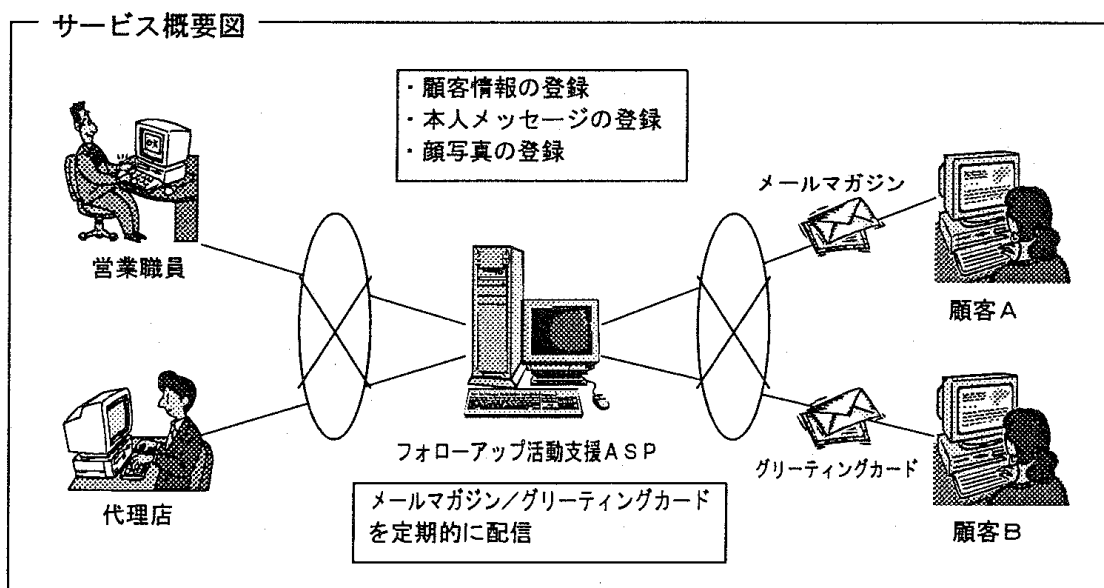 サービス概要図
・顧客情報の登録
・本人メッセージの登録
・顔写真の登録
メールマガジン
営業職員
顧客A
フォローアップ活動支援ASP
グリーティングカード
代理店
メールマガジン/グリーティングカード
を定期的に配信
顧客B